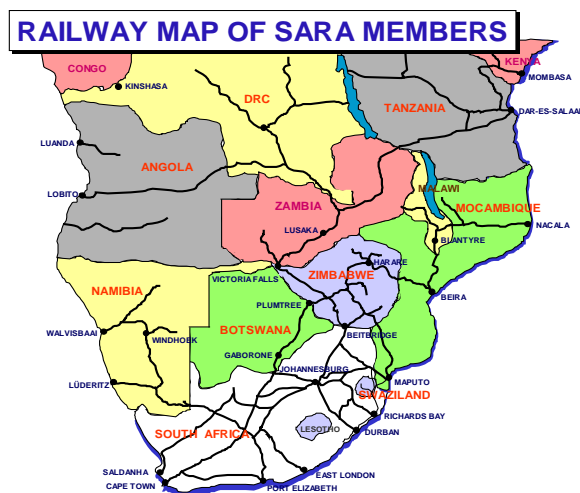 RAILWAY MAP OF SARA MEMBERS
CONGO
KENYA
MOMBASA
KINSHASA
DRC
TANZANIA
DAR-ES-SALAA
LUANDA
ANGOLA
MALAWI
LOBITO
ZAMBIA
MOCAMBIQUE
LUSAKA
NACALA
BLANTYRE
HARARE
VICTORIA FALLS
ZIMBABWE
NAMIBIA
BEIRA
PLUMTREE
WALVISBAAI
WINDHOEK
BOTSWANA
BEITBRIDGE
GABORONE
JOHANNESBURG
LÜDERITZ
MAPUTO
SWAZILAND
RICHARDS BAY
SOUTH AFRICA
LESOTHO
DURBAN
SALDANHA
EAST LONDON
CAPE TOWN
PORT ELIZABETH